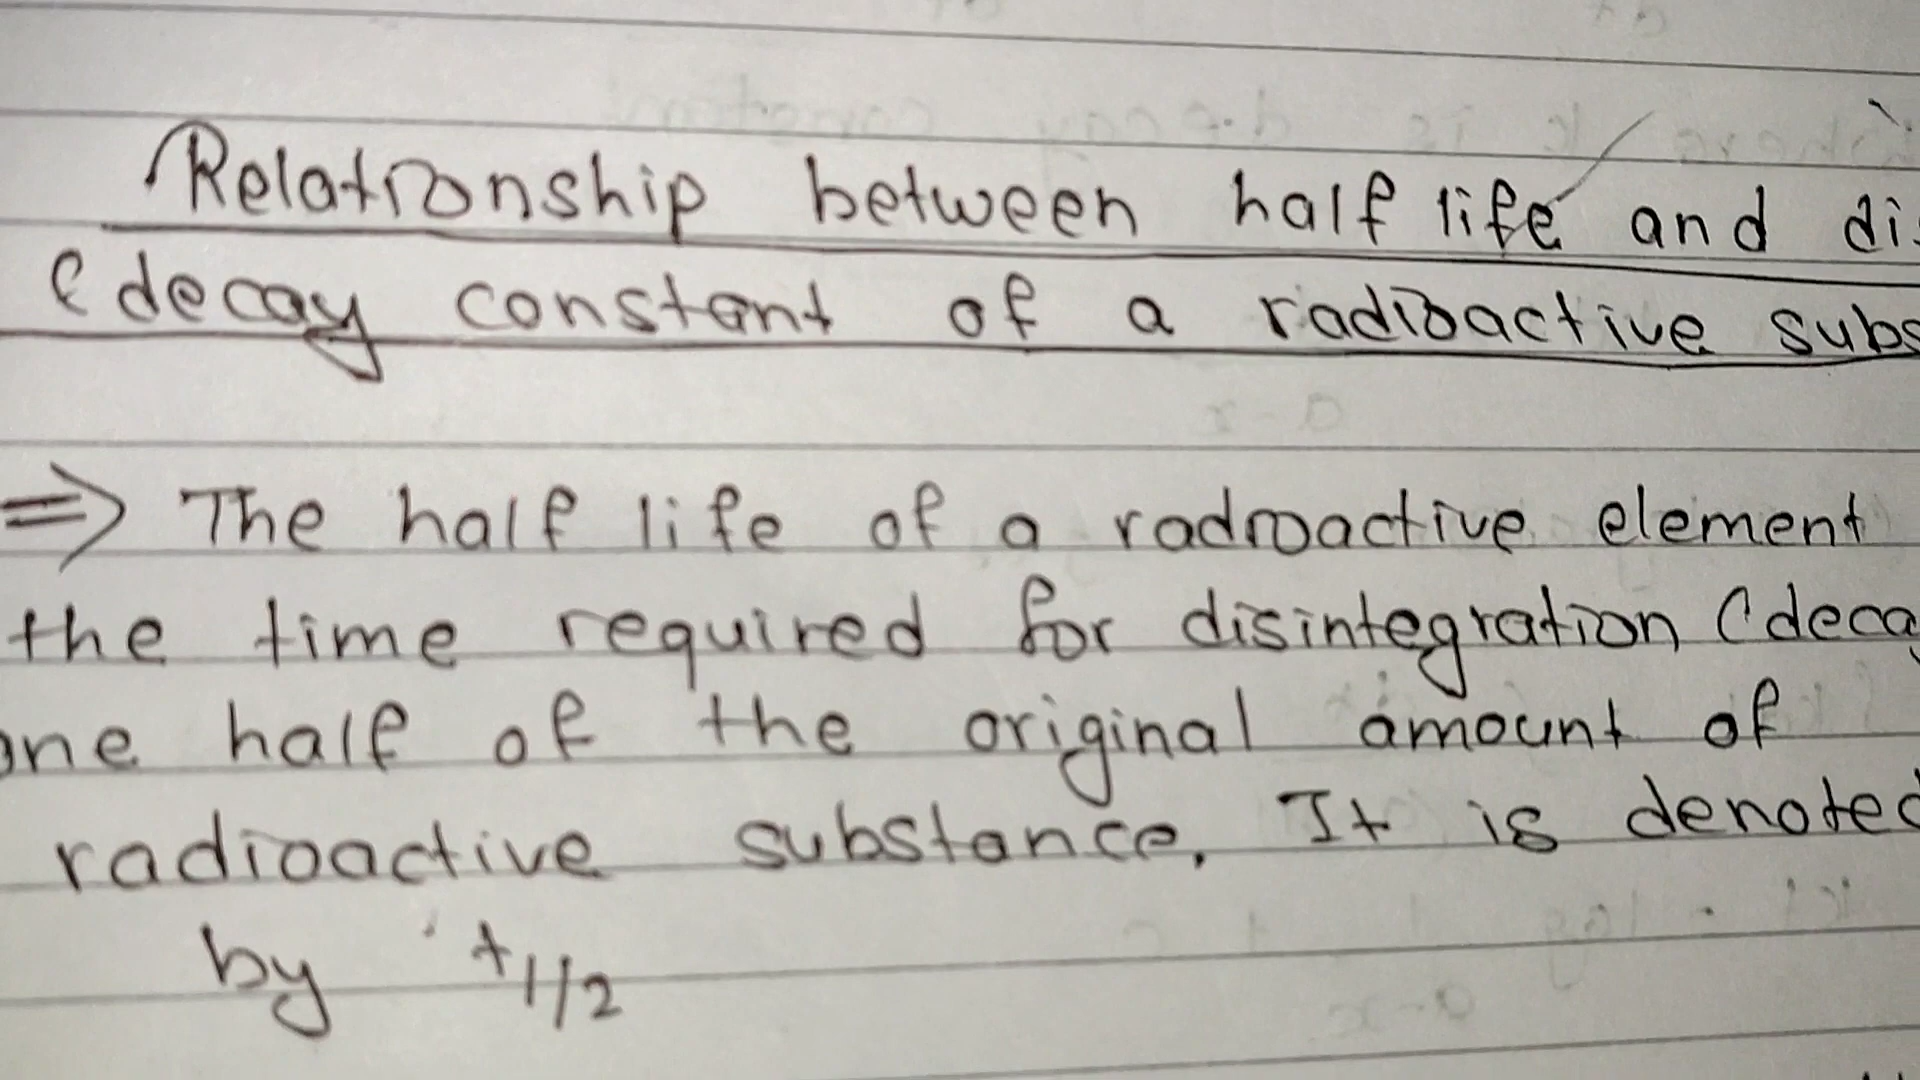 Relationship between half life and dis
(decay constant of a radioactive subs
=> The half life of a radioactive element
the time required for disintegration (deca
one half of the original amount of
radioactive substance. It is denoted
by t1/2